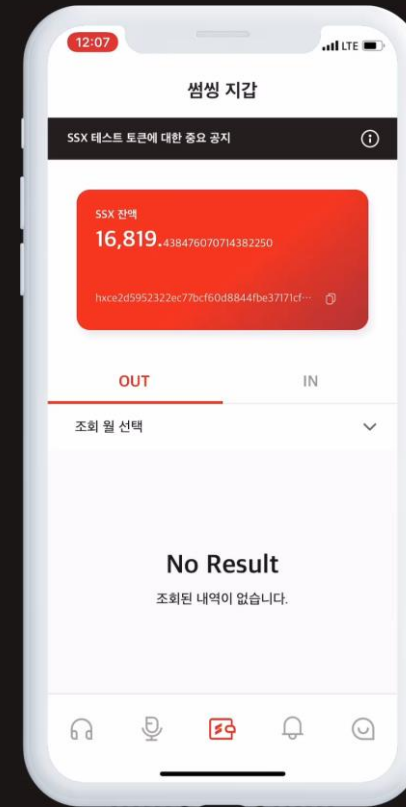 12:07
LTE
썸씽 지갑
SSX 테스트 토큰에 대한 중요 공지
SSX 잔액
16,819.438476070714382250
hxce2d5952322ec77bcf60d8844fbe37171cf···
OUT
IN
조회 월 선택
No Result
조회된 내역이 없습니다.